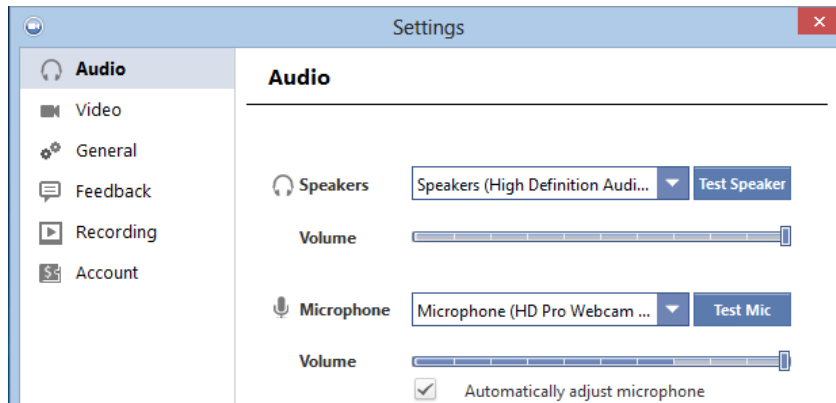 Settings
Audio
Video
General
Feedback
Recording
Account
Audio
Speakers Speakers (High Definition Audi... Test Speaker
Volume
Microphone Microphone (HD Pro Webcam ... Test Mic
Volume
Automatically adjust microphone